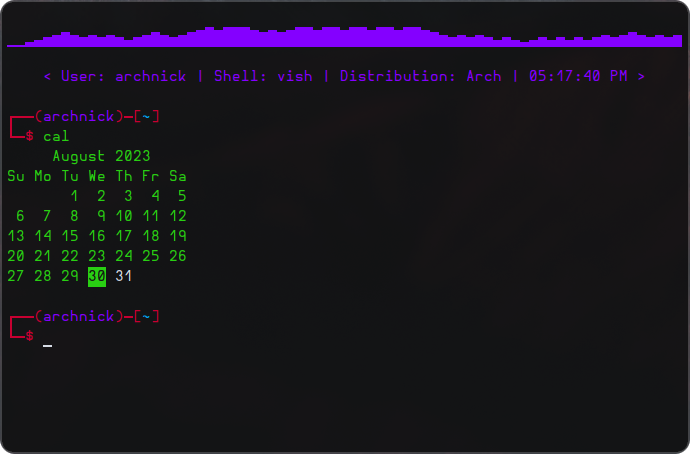 < User: archnick | Shell: vish | Distribution: Arch | 05:17:40 PM >
┌──(archnick)─[~]
└─$ cal
August 2023
Su Mo Tu We Th Fr Sa
1 2 3 4 5
6 7 8 9 10 11 12
13 14 15 16 17 18 19
20 21 22 23 24 25 26
27 28 29 30 31
┌──(archnick)─[~]
└─$ _